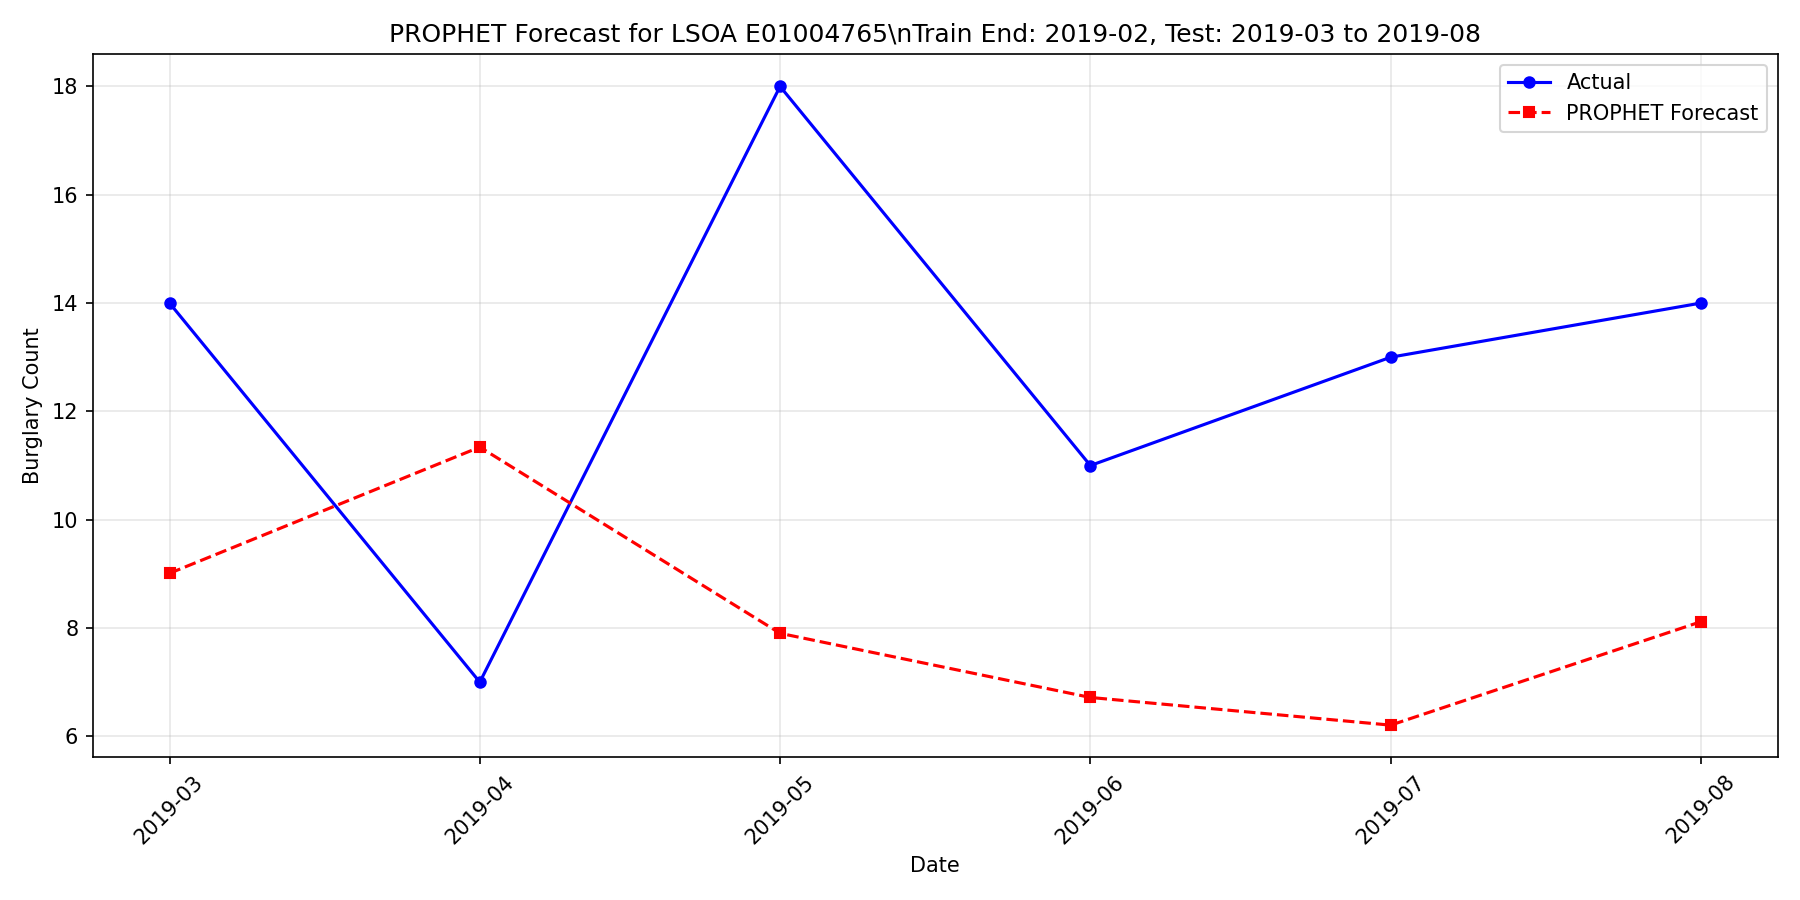 PROPHET Forecast for LSOA E01004765\nTrain End: 2019-02, Test: 2019-03 to 2019-08
Actual
PROPHET Forecast
Burglary Count
18
16
14
12
10
8
6
2019-03
2019-04
2019-05
2019-06
2019-07
2019-08
Date